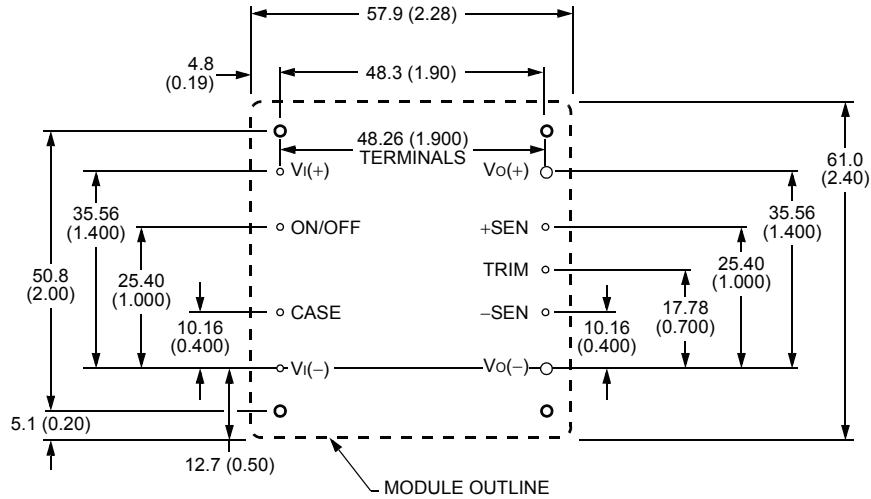 57.9 (2.28)
4.8
(0.19)
48.3 (1.90)
48.26 (1.900)
TERMINALS
VI(+)
VO(+)
61.0
(2.40)
35.56
(1.400)
35.56
(1.400)
ON/OFF
+SEN
50.8
(2.00)
25.40
(1.000)
TRIM
25.40
(1.000)
17.78
(0.700)
CASE
–SEN
10.16
(0.400)
10.16
(0.400)
VI(–)
VO(–)
5.1 (0.20)
12.7 (0.50)
MODULE OUTLINE